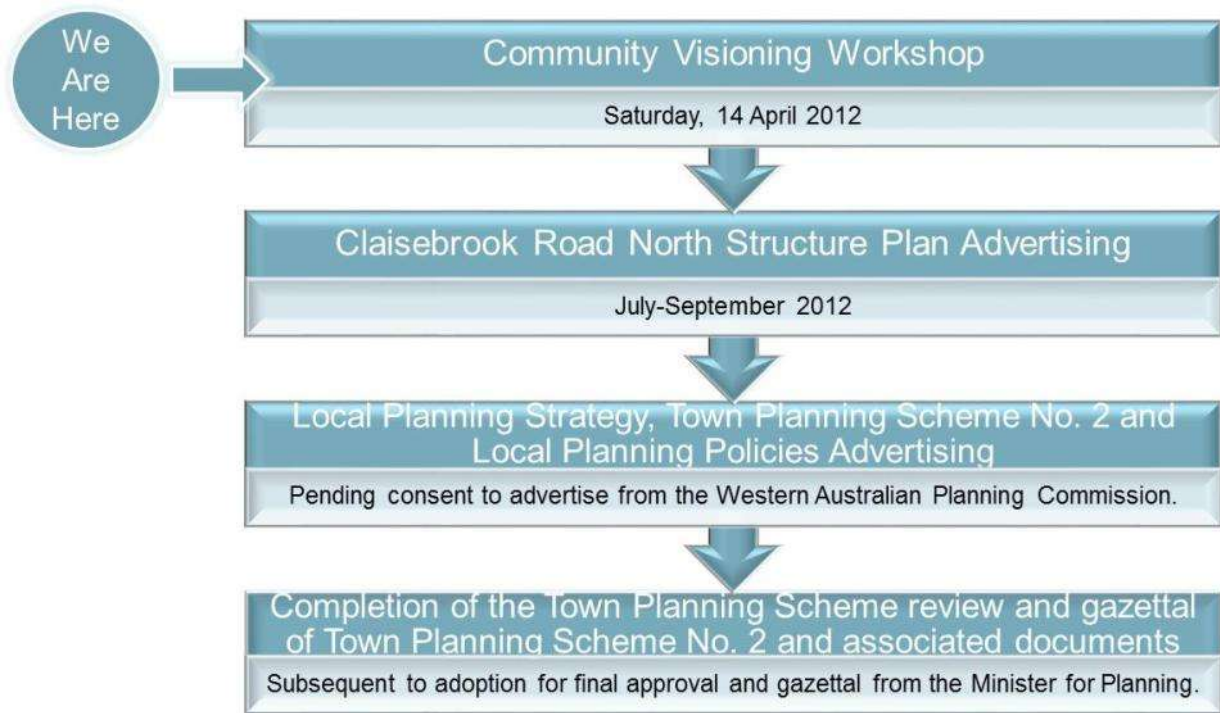 We
Are
Here
Community Visioning Workshop
Saturday, 14 April 2012
Claisebrook Road North Structure Plan Advertising
July-September 2012
Local Planning Strategy, Town Planning Scheme No. 2 and
Local Planning Policies Advertising
Pending consent to advertise from the Western Australian Planning Commission.
Completion of the Town Planning Scheme review and gazettal
of Town Planning Scheme No. 2 and associated documents
Subsequent to adoption for final approval and gazettal from the Minister for Planning.